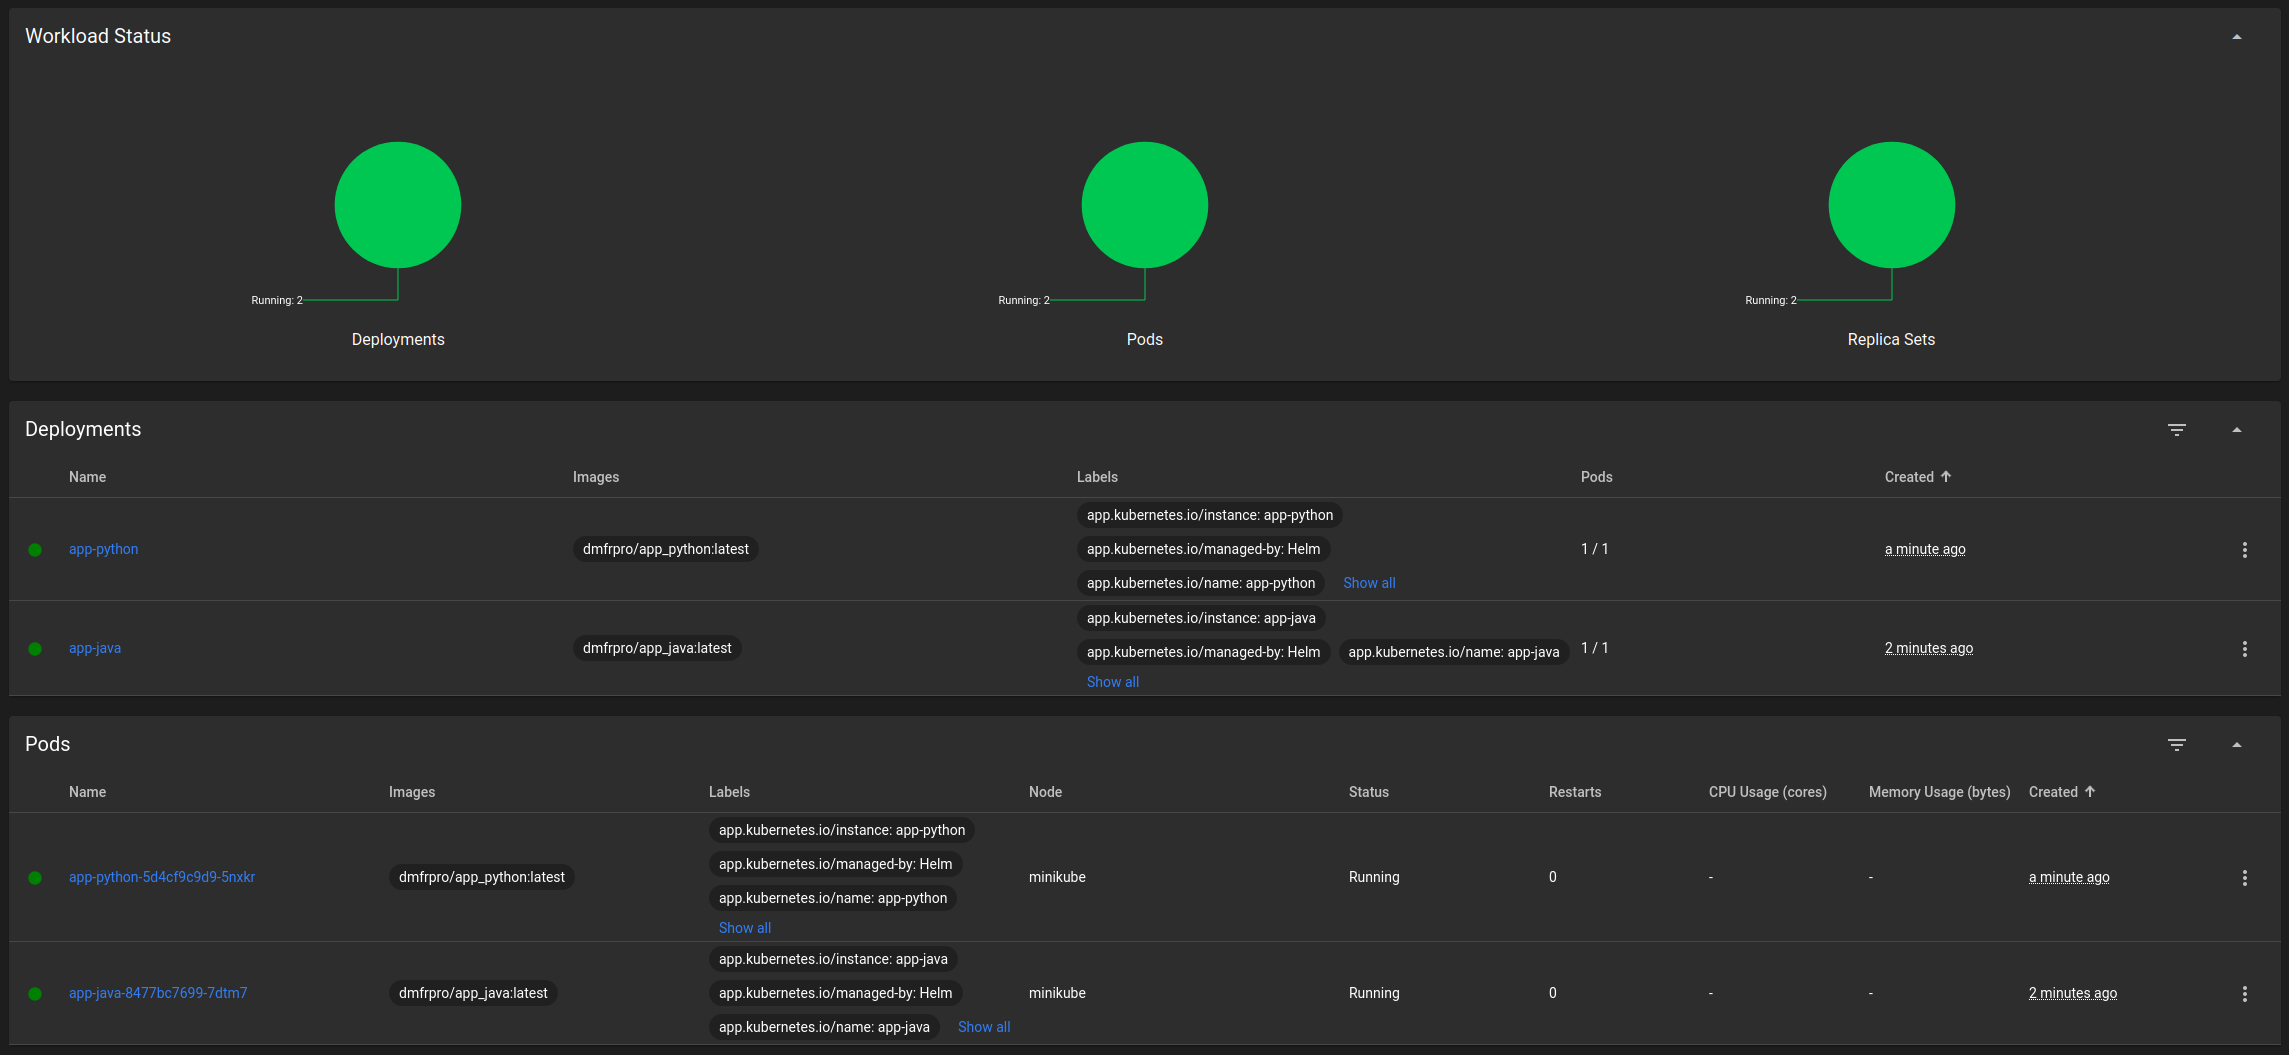 Workload Status
Running: 2
Running: 2
Running: 2
Deployments
Pods
Replica Sets
Deployments
Name Images Labels Pods Created
app-python dmfrpro/app_python:latest app.kubernetes.io/instance: app-python 1 / 1 a minute ago
app.kubernetes.io/managed-by: Helm
app.kubernetes.io/name: app-python Show all
app-java dmfrpro/app_java:latest app.kubernetes.io/instance: app-java 1 / 1 2 minutes ago
app.kubernetes.io/managed-by: Helm app.kubernetes.io/name: app-java
Show all
Pods
Name Images Labels Node Status Restarts CPU Usage (cores) Memory Usage (bytes) Created
app-python-5d4cf9c9d9-5nxkr dmfrpro/app_python:latest app.kubernetes.io/instance: app-python minikube Running 0 - - a minute ago
app.kubernetes.io/managed-by: Helm
app.kubernetes.io/name: app-python
Show all
app-java-8477bc7699-7dtm7 dmfrpro/app_java:latest app.kubernetes.io/instance: app-java minikube Running 0 - - 2 minutes ago
app.kubernetes.io/managed-by: Helm
app.kubernetes.io/name: app-java Show all